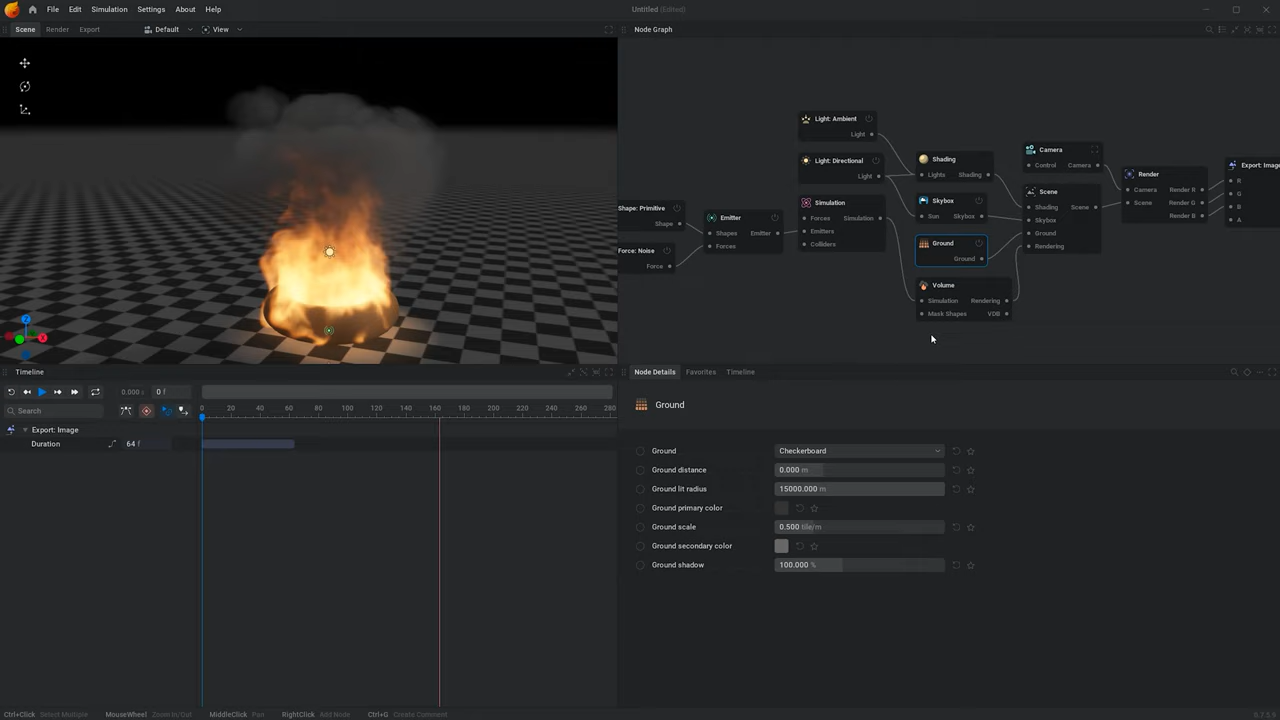 File Edit Simulation Settings About Help
Untitled (Edited)
Scene Render Export Default View
Node Graph
Light: Ambient
Light
Light: Directional
Light
Shape: Primitive
Shape
Force: Noise
Force
Emitter
Shapes Emitter
Forces
Simulation
Forces Simulation
Emitters
Colliders
Shading
Lights Shading
Skybox
Sun Skybox
Ground
Ground
Volume
Simulation Rendering
Mask Shapes VDB
Camera
Control Camera
Scene
Shading Scene
Skybox
Ground
Rendering
Render
Camera Render R
Scene Render G
Render B
Export: Image
R
G
B
A
Z
X
Timeline
0.000 s 0 f
Search
0 20 40 60 80 100 120 140 160 180 200 220 240 260 280
Export: Image
Duration 64 f
Node Details Favorites Timeline
Ground
Ground Checkerboard
Ground distance 0.000 m
Ground lit radius 15000.000 m
Ground primary color
Ground scale 0.500 tile/m
Ground secondary color
Ground shadow 100.000 %
Ctrl+Click Select Multiple MouseWheel Zoom In/Out MiddleClick Pan RightClick Add Node Ctrl+G Create Comment